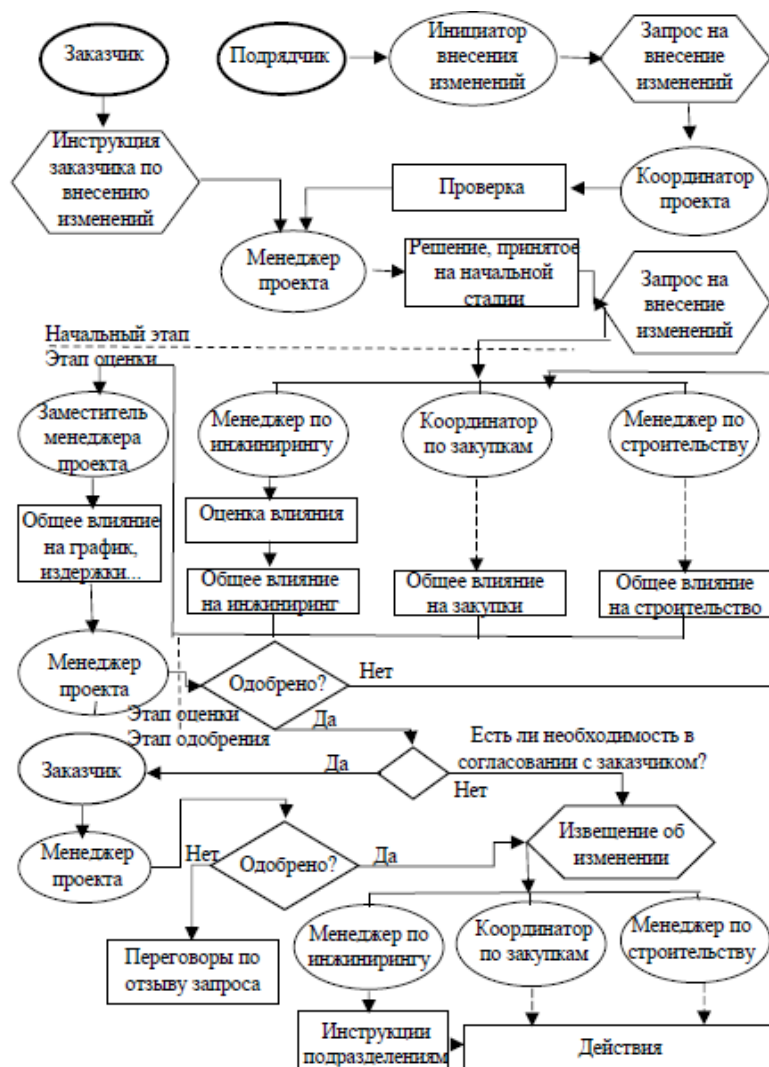 Заказчик
Подрядчик
Инициатор
внесения
изменений
Запрос на
внесение
изменений
Инструкция
заказчика по
внесению
изменений
Проверка
Координатор
проекта
Менеджер
проекта
Решение, принятое
на начальной
стадии
Запрос на
внесение
изменений
Начальный этап
Этап оценки
Заместитель
менеджера
проекта
Менеджер по
инжинирингу
Координатор
по закупкам
Менеджер по
строительству
Общее влияние
на график,
издержки...
Оценка влияния
Общее влияние
на инжиниринг
Общее влияние
на закупки
Общее влияние
на строительство
Менеджер
проекта
Одобрено?
Нет
Да
Этап оценки
Этап одобрения
Есть ли необходимость в
согласовании с заказчиком?
Заказчик
Да
Нет
Менеджер
проекта
Нет
Одобрено?
Да
Извещение об
изменении
Переговоры по
отзыву запроса
Менеджер по
инжинирингу
Координатор
по закупкам
Менеджер по
строительству
Инструкции
подразделениям
Действия